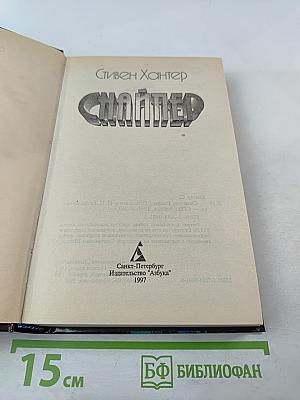 Стивен Хантер
СНАЙПЕР
Санкт-Петербург
Издательство "Азбука"
1997
15 см
БФ БИБЛИОФАН